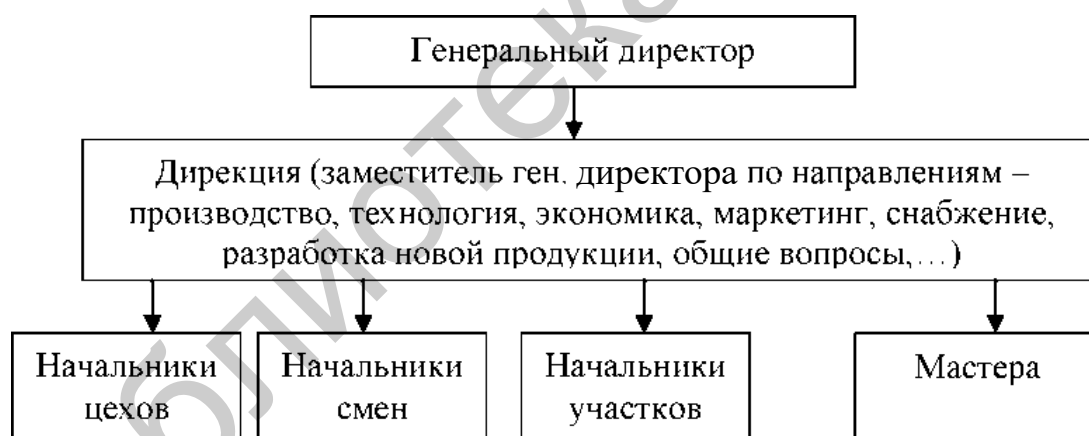 Генеральный директор
Дирекция (заместитель ген. директора по направлениям –
производство, технология, экономика, маркетинг, снабжение,
разработка новой продукции, общие вопросы,…)
Начальники
цехов
Начальники
смен
Начальники
участков
Мастера
блиотека